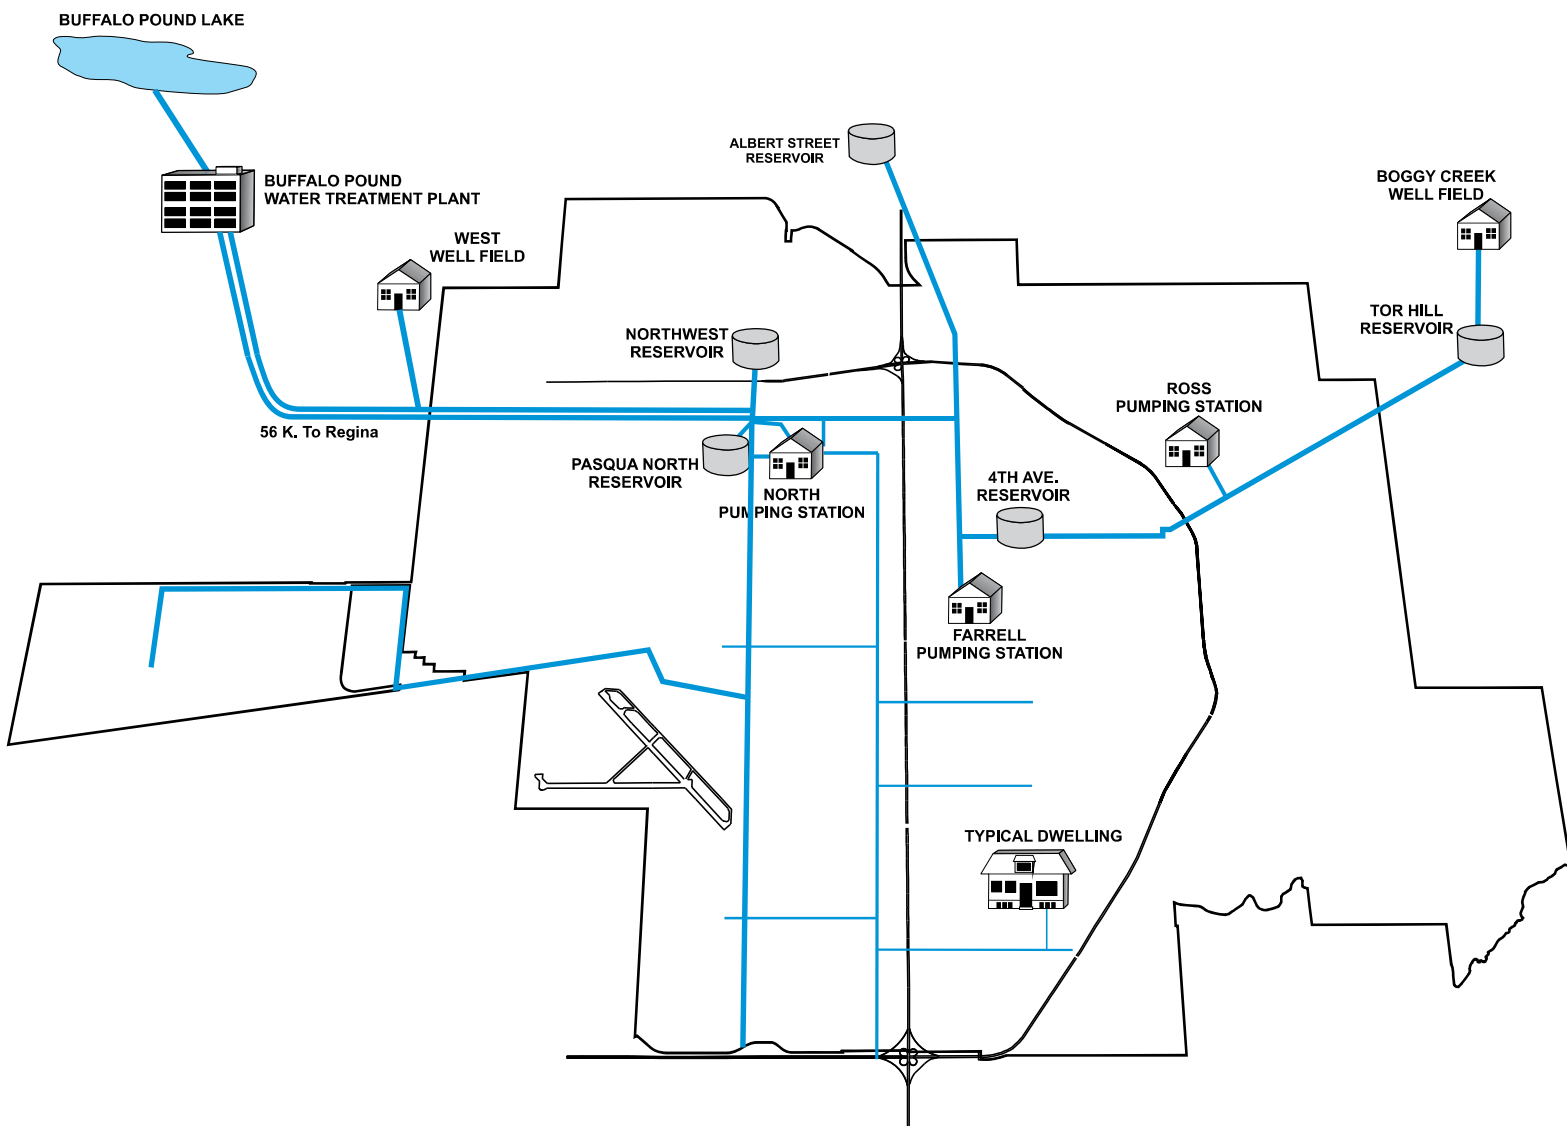 BUFFALO POUND LAKE
ALBERT STREET
RESERVOIR
BUFFALO POUND
WATER TREATMENT PLANT
BOGGY CREEK
WELL FIELD
WEST
WELL FIELD
TOR HILL
RESERVOIR
NORTHWEST
RESERVOIR
ROSS
PUMPING STATION
56 K. To Regina
PASQUA NORTH
RESERVOIR
4TH AVE.
RESERVOIR
NORTH
PUMPING STATION
FARRELL
PUMPING STATION
TYPICAL DWELLING